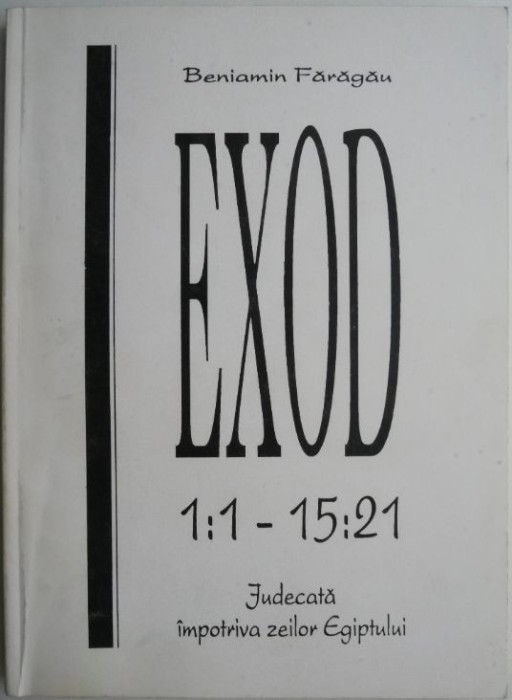 Beniamin Fărăgău
EXOD
1:1 - 15:21
Judecată
împotriva zeilor Egiptului